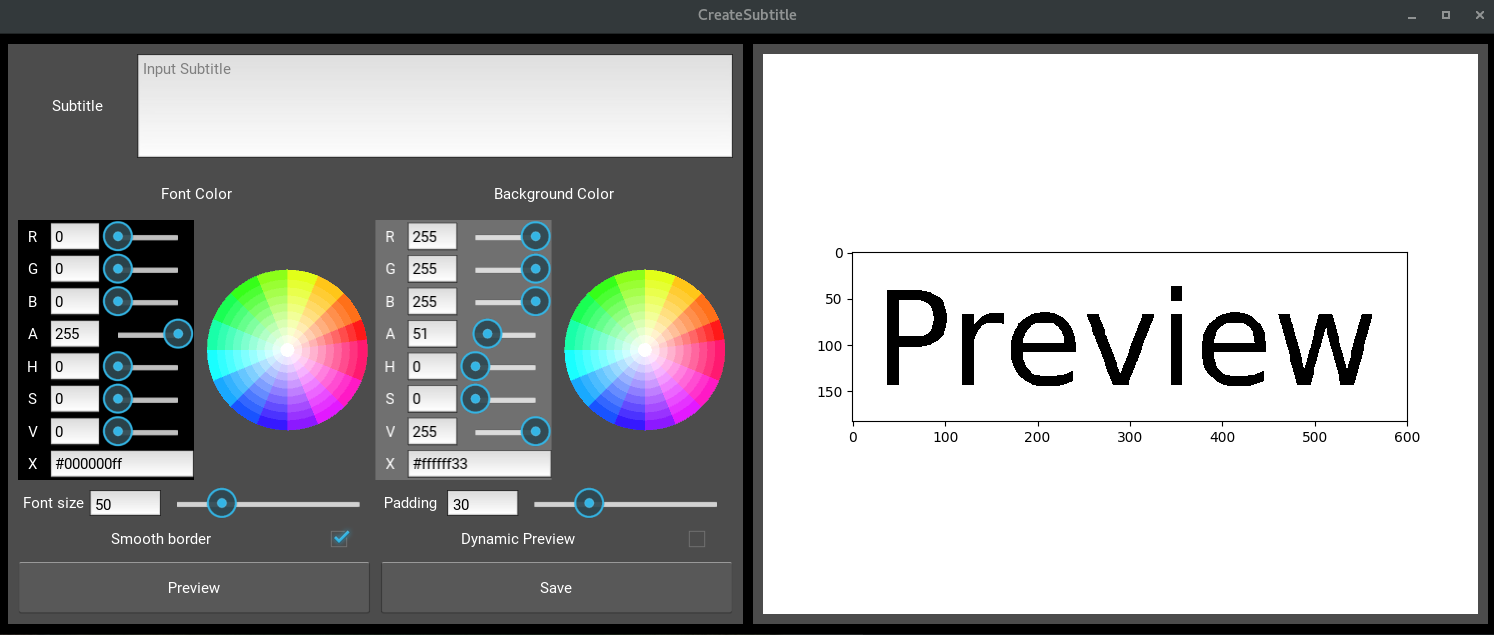 CreateSubtitle
Subtitle
Input Subtitle
Font Color
Background Color
R 0
G 0
B 0
A 255
H 0
S 0
V 0
X #000000ff
R 255
G 255
B 255
A 51
H 0
S 0
V 255
X #ffffff33
Font size 50
Padding 30
Smooth border
Dynamic Preview
Preview
Save
0
50
100
150
Preview
0 100 200 300 400 500 600